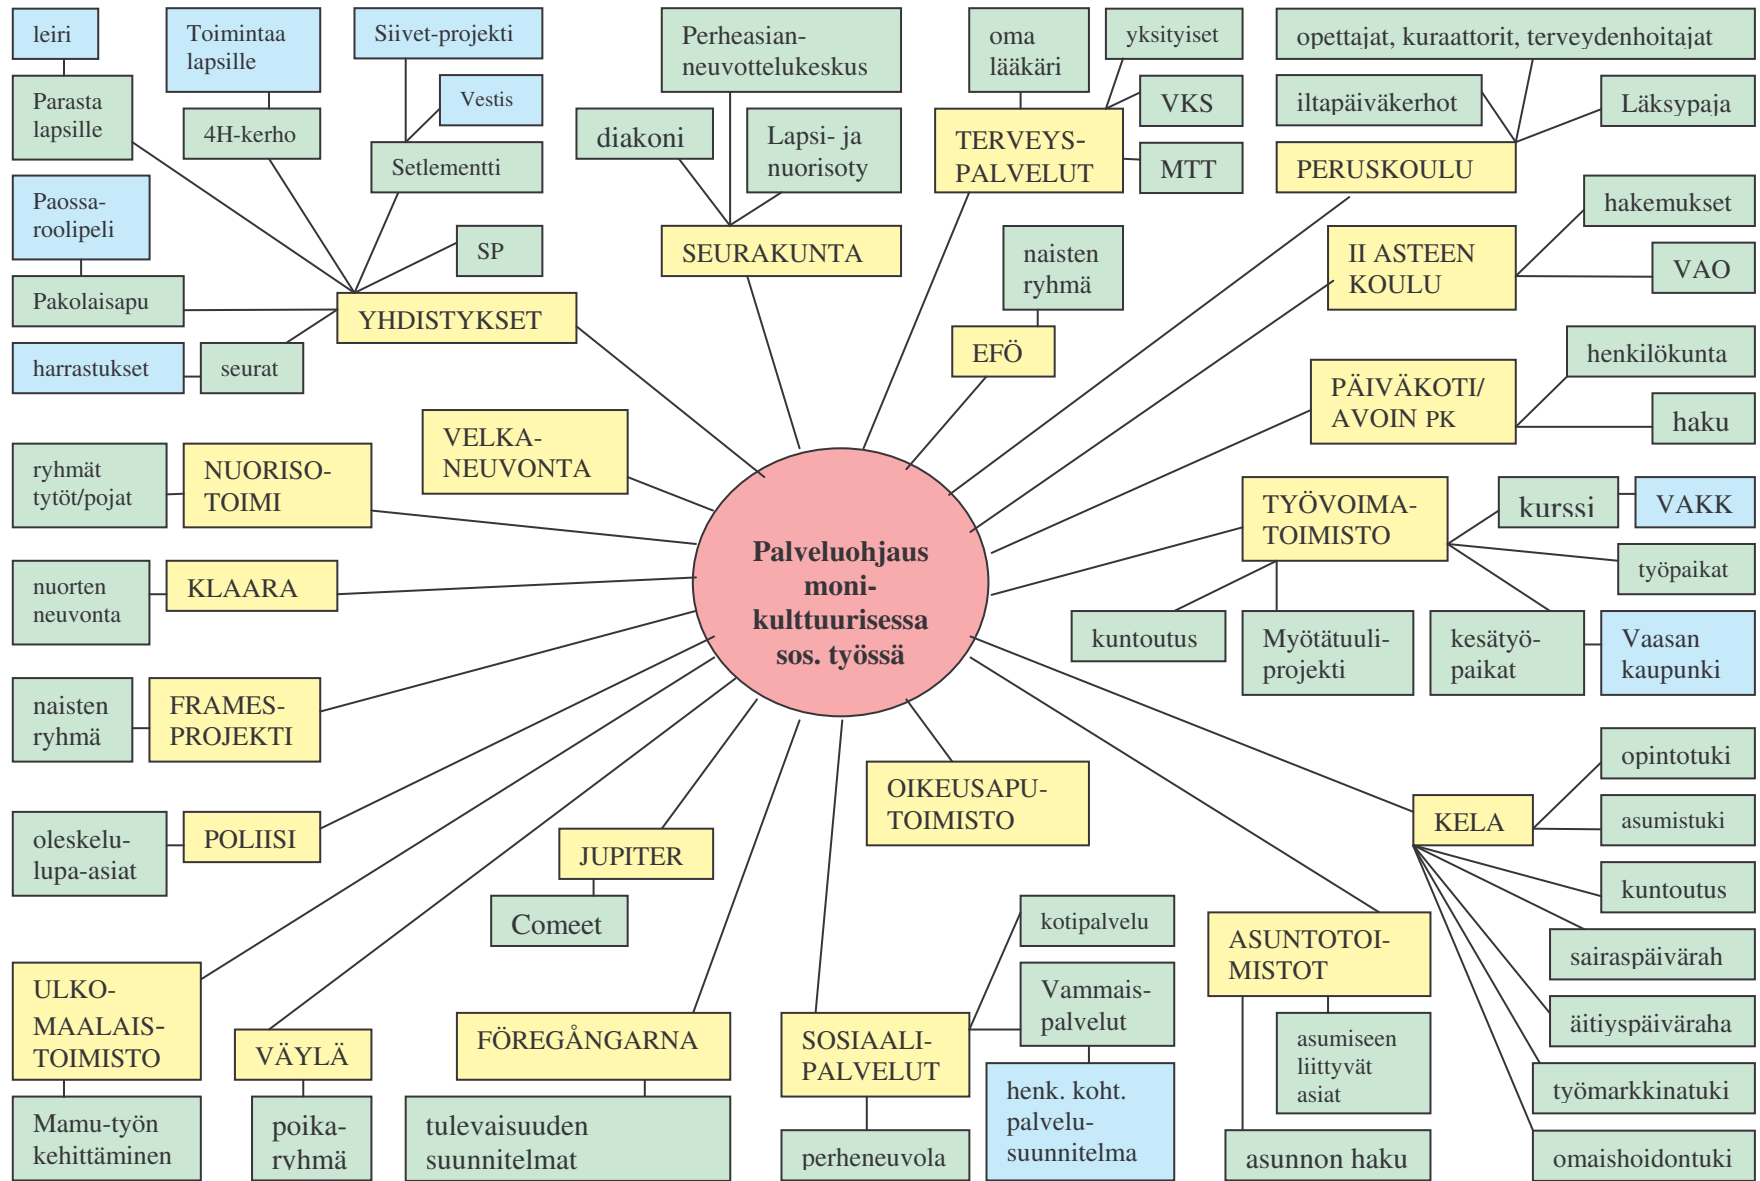 leiri
Toimintaa
lapsille
Siivet-projekti
Perheasian-
neuvottelukeskus
oma
lääkäri
yksityiset
opettajat, kuraattorit, terveydenhoitajat
Parasta
lapsille
4H-kerho
Vestis
diakoni
Lapsi- ja
nuorisoty
TERVEYS-
PALVELUT
VKS
iltapäiväkerhot
Läksypaja
Setlementti
MTT
PERUSKOULU
Paossa-
roolipeli
SP
SEURAKUNTA
naisten
ryhmä
II ASTEEN
KOULU
hakemukset
VAO
Pakolaisapu
YHDISTYKSET
EFÖ
henkilökunta
harrastukset
seurat
PÄIVÄKOTI/
AVOIN PK
haku
ryhmät
tytöt/pojat
NUORISO-
TOIMI
VELKA-
NEUVONTA
TYÖVOIMA-
TOIMISTO
kurssi
VAKK
työpaikat
nuorten
neuvonta
KLAARA
Palveluohjaus
moni-
kulttuurisessa
sos. työssä
kuntoutus
Myötätuuli-
projekti
kesätyö-
paikat
Vaasan
kaupunki
naisten
ryhmä
FRAMES-
PROJEKTI
opintotuki
oleskelu-
lupa-asiat
POLIISI
JUPITER
OIKEUSAPU-
TOIMISTO
KELA
asumistuki
Comeet
kotipalvelu
kuntoutus
ASUNTOTOI-
MISTOT
sairaspäivärah
ULKO-
MAALAIS-
TOIMISTO
VÄYLÄ
FÖREGÅNGARNA
SOSIAALI-
PALVELUT
Vammais-
palvelut
asumiseen
liittyvät
asiat
äitiyspäiväraha
työmarkkinatuki
Mamu-työn
kehittäminen
poika-
ryhmä
tulevaisuuden
suunnitelmat
perheneuvola
henk. koht.
palvelu-
suunnitelma
asunnon haku
omaishoidontuki